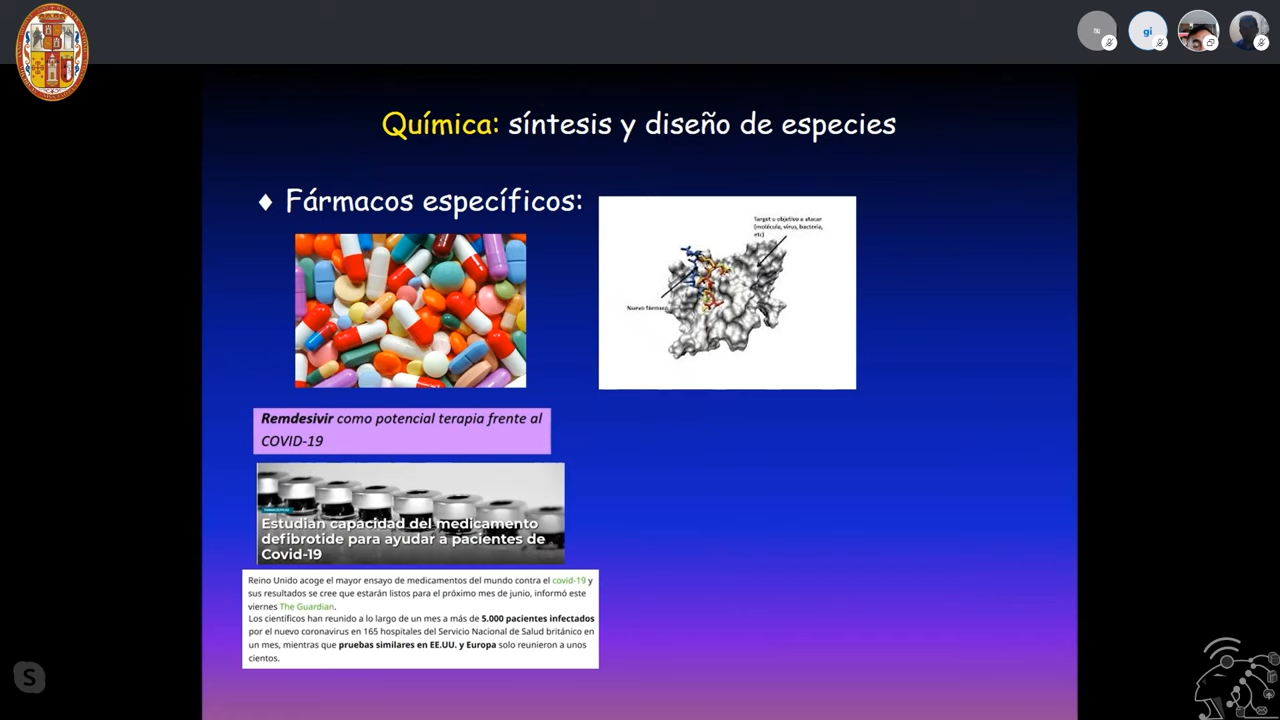 gi
Química: síntesis y diseño de especies
Fármacos específicos:
Target u objetivo a atacar
(molécula, virus, bacteria,
etc)
Nuevo fármaco
Remdesivir como potencial terapia frente al
COVID-19
Estudian capacidad del medicamento
defibrotide para ayudar a pacientes de
Covid-19
Reino Unido acoge el mayor ensayo de medicamentos del mundo contra el covid-19 y
sus resultados se cree que estarán listos para el próximo mes de junio, informó este
viernes The Guardian.
Los científicos han reunido a lo largo de un mes a más de 5.000 pacientes infectados
por el nuevo coronavirus en 165 hospitales del Servicio Nacional de Salud británico en
un mes, mientras que pruebas similares en EE.UU. y Europa solo reunieron a unos
cientos.
S